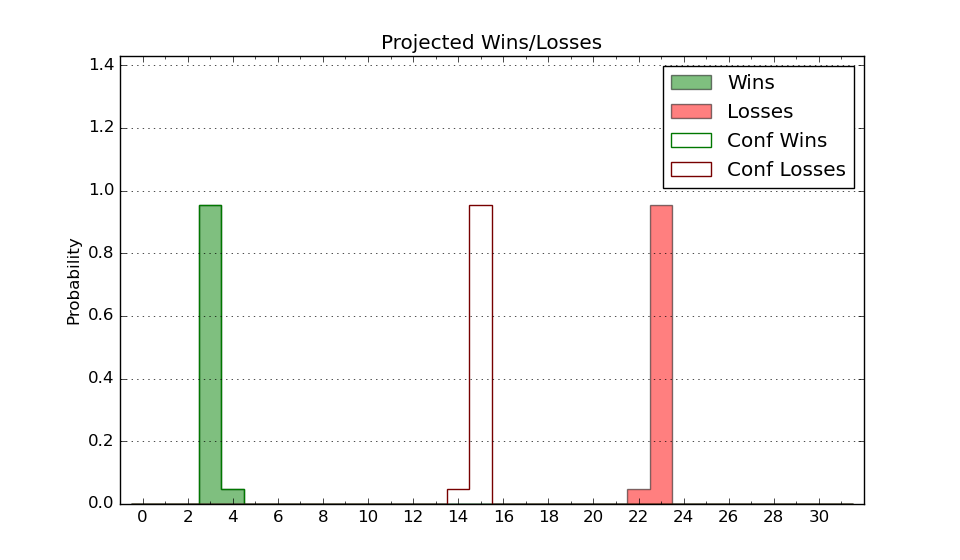 Projected Wins/Losses
1.4
1.2
1.0
0.8
0.6
0.4
0.2
0.0
Probability
Wins
Losses
Conf Wins
Conf Losses
0 2 4 6 8 10 12 14 16 18 20 22 24 26 28 30